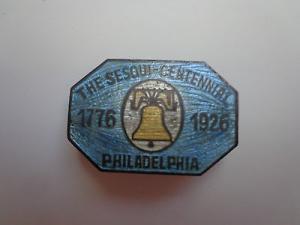 THE SESQUI-CENTENNIAL
1776 1926
PHILADELPHIA